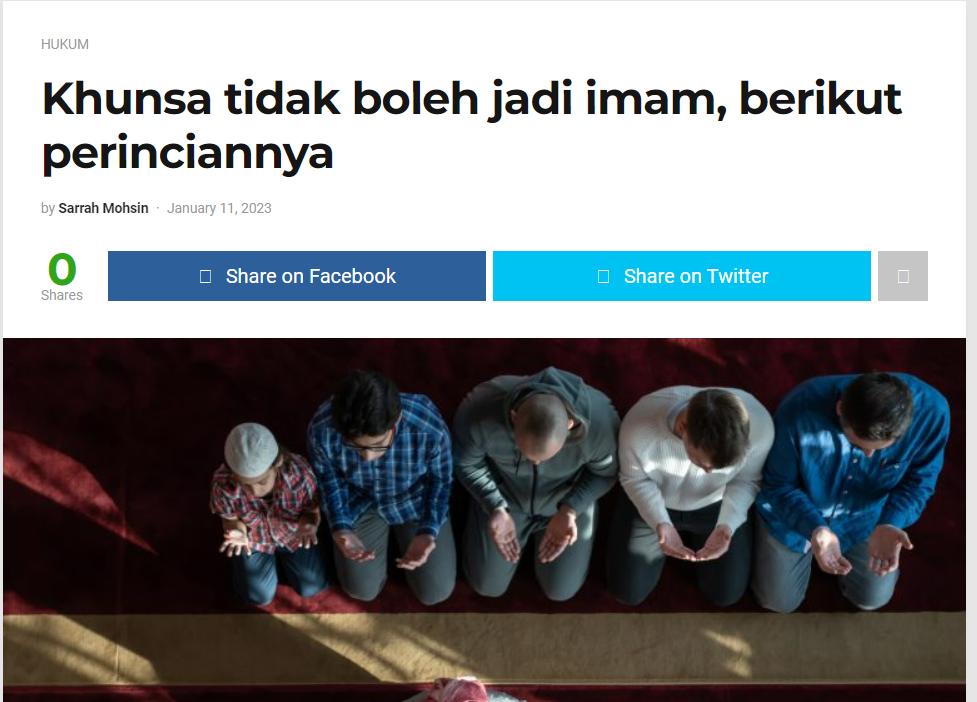 HUKUM
Khunsa tidak boleh jadi imam, berikut
perinciannya
by Sarrah Mohsin · January 11, 2023
0
Shares
Share on Facebook
Share on Twitter